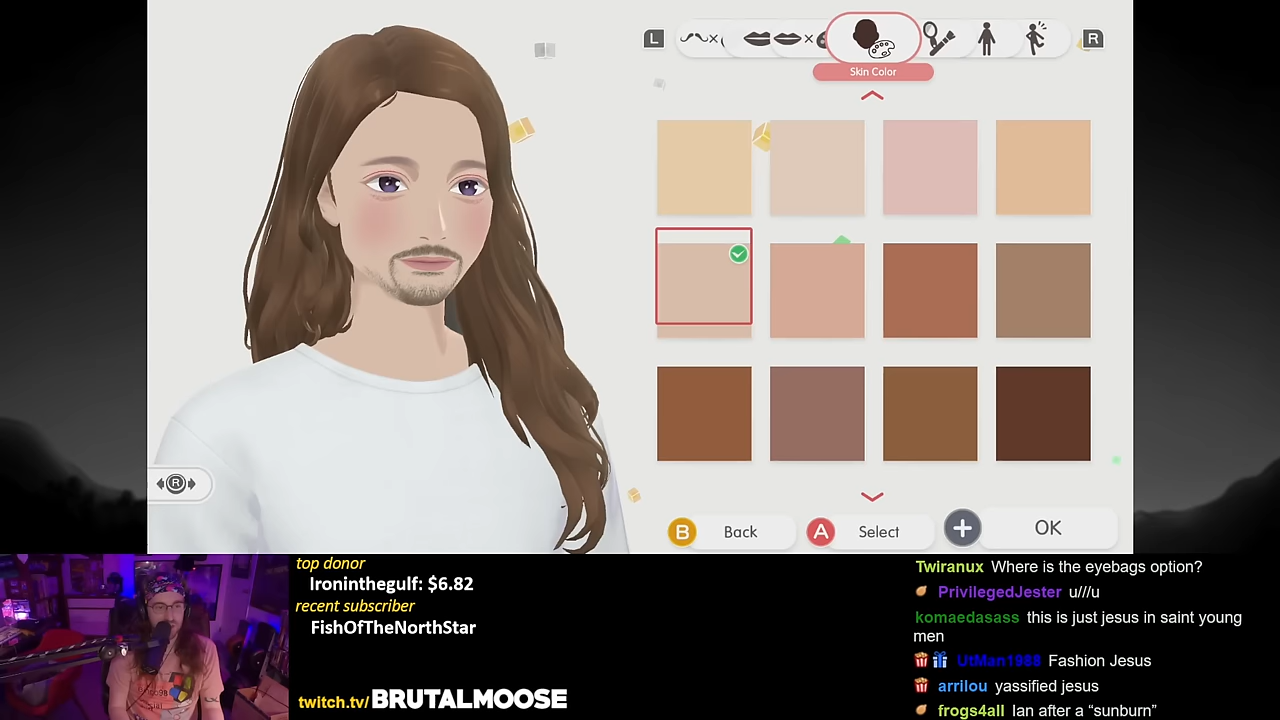 L
R
Skin Color
R
B Back
A Select
+ OK
top donor
Ironinthegulf: $6.82
recent subscriber
FishOfTheNorthStar
twitch.tv/BRUTALMOOSE
Twiranux Where is the eyebags option?
PrivilegedJester u///u
komaedasass this is just jesus in saint young
men
UtMan1988 Fashion Jesus
arrilou yassified jesus
frogs4all Ian after a “sunburn”